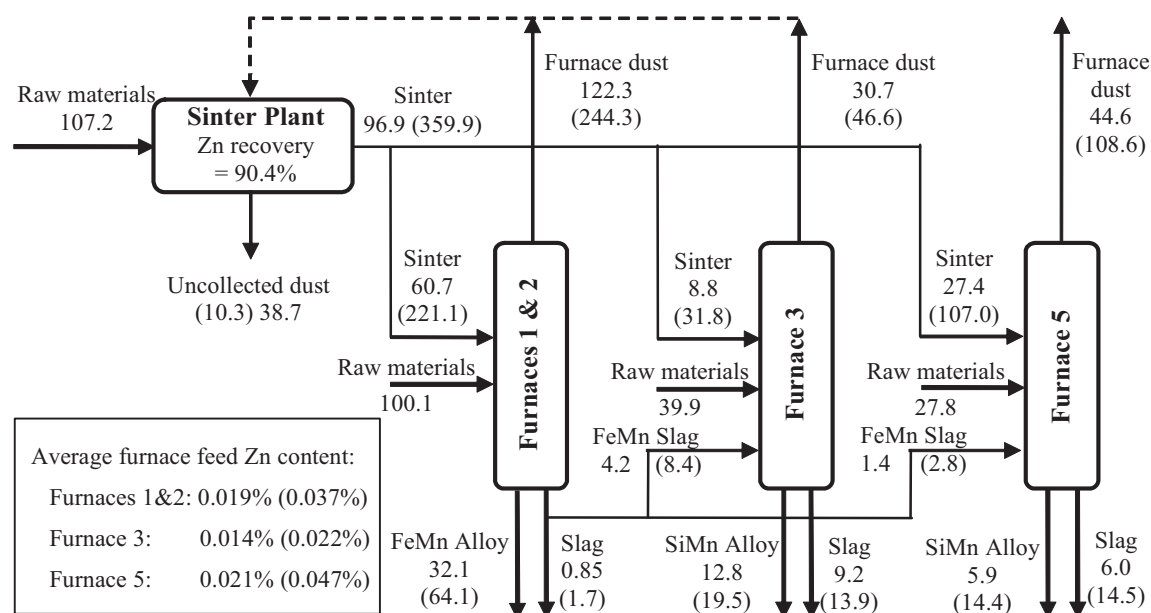 Furnace dust
122.3
(244.3)
Furnace dust
30.7
(46.6)
Furnace
dust
44.6
(108.6)
Raw materials
107.2
Sinter Plant
Zn recovery
= 90.4%
Sinter
96.9 (359.9)
Uncollected dust
(10.3) 38.7
Sinter
60.7
(221.1)
Raw materials
100.1
Furnaces 1 & 2
Sinter
8.8
(31.8)
Raw materials
39.9
FeMn Slag
4.2 (8.4)
Furnace 3
Sinter
27.4
(107.0)
Raw materials
27.8
FeMn Slag
1.4 (2.8)
Furnace 5
Average furnace feed Zn content:
Furnaces 1&2: 0.019% (0.037%)
Furnace 3: 0.014% (0.022%)
Furnace 5: 0.021% (0.047%)
FeMn Alloy
32.1
(64.1)
Slag
0.85
(1.7)
SiMn Alloy
12.8
(19.5)
Slag
9.2
(13.9)
SiMn Alloy
5.9
(14.4)
Slag
6.0
(14.5)